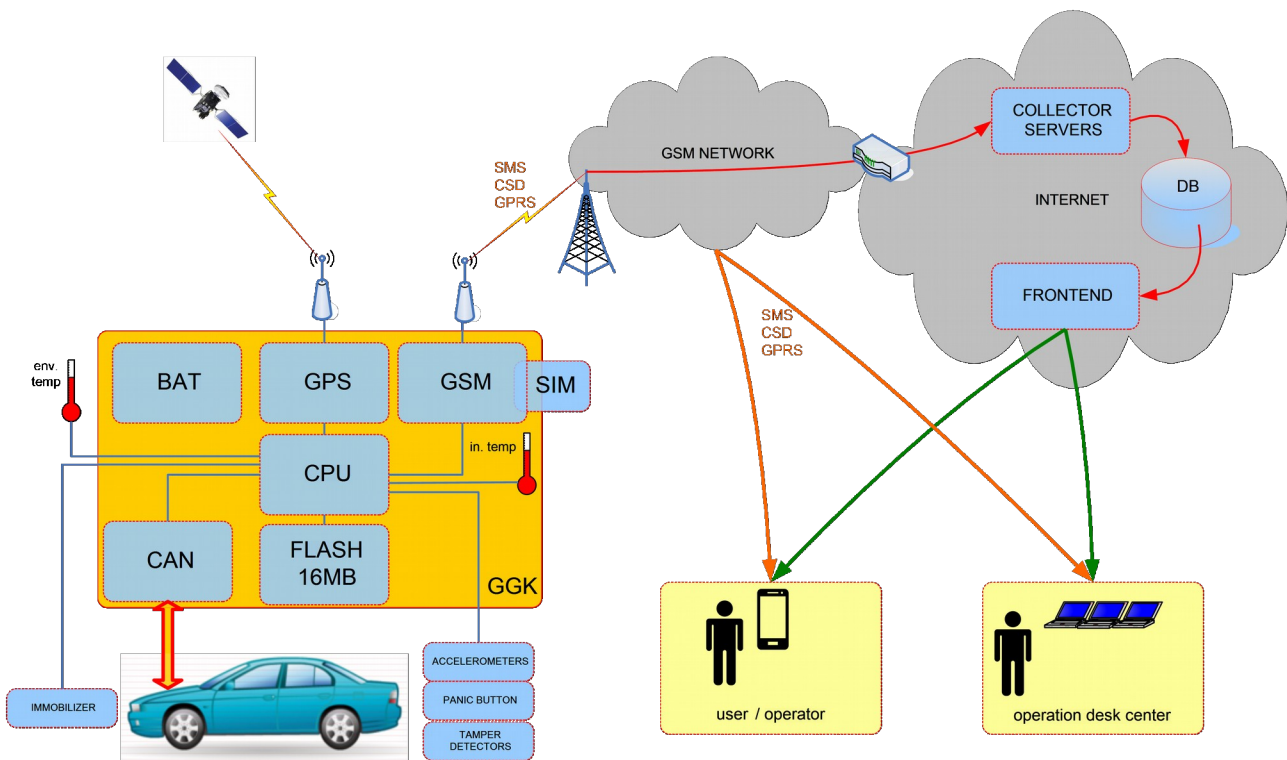 SMS
CSD
GPRS
GSM NETWORK
COLLECTOR
SERVERS
DB
INTERNET
FRONTEND
SMS
CSD
GPRS
env.
temp
BAT
GPS
GSM
SIM
in. temp
CPU
CAN
FLASH
16MB
GGK
IMMOBILIZER
ACCELEROMETERS
PANIC BUTTON
TAMPER
DETECTORS
user / operator
operation desk center